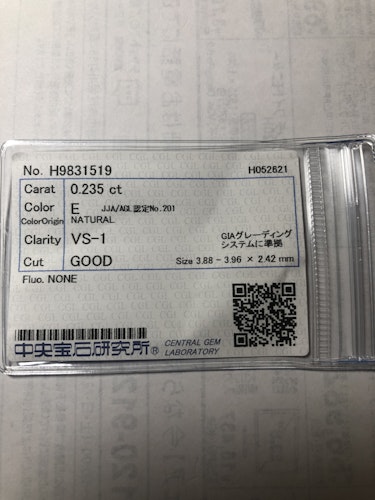 No. H9831519 H052621
Carat 0.235 ct
Color E JJA/AGL認定No.201
ColorOrigin NATURAL
Clarity VS-1 GIAグレーディング
システムに準拠
Cut GOOD Size 3.88 - 3.96 × 2.42 mm
Fluo. NONE
中央宝石研究所® CENTRAL GEM
LABORATORY